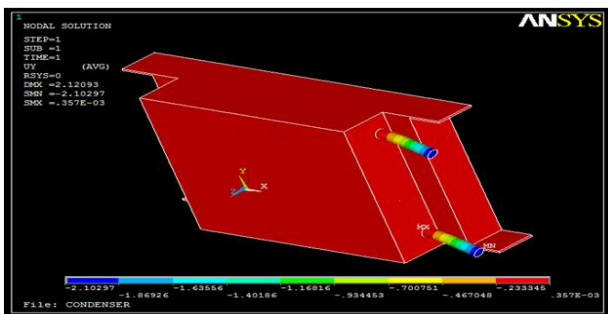 1
NODAL SOLUTION
ANSYS
STEP=1
SUB =1
TIME=1
UY (AVG)
RSYS=0
DMX =2.12093
SMN =-2.10297
SMX =.357E-03
Y
Z X
MX
MN
-2.10297 -1.63556 -1.16816 -.700751 -.233345
-1.86926 -1.40186 -.934453 -.467048 .357E-03
File: CONDENSER